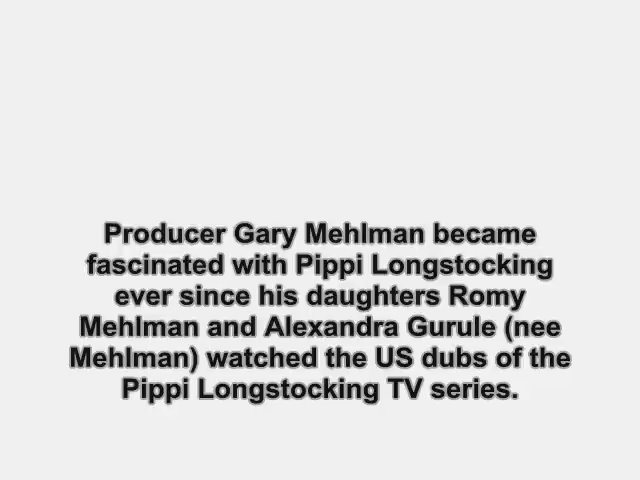 Producer Gary Mehlman became
fascinated with Pippi Longstocking
ever since his daughters Romy
Mehlman and Alexandra Gurule (nee
Mehlman) watched the US dubs of the
Pippi Longstocking TV series.